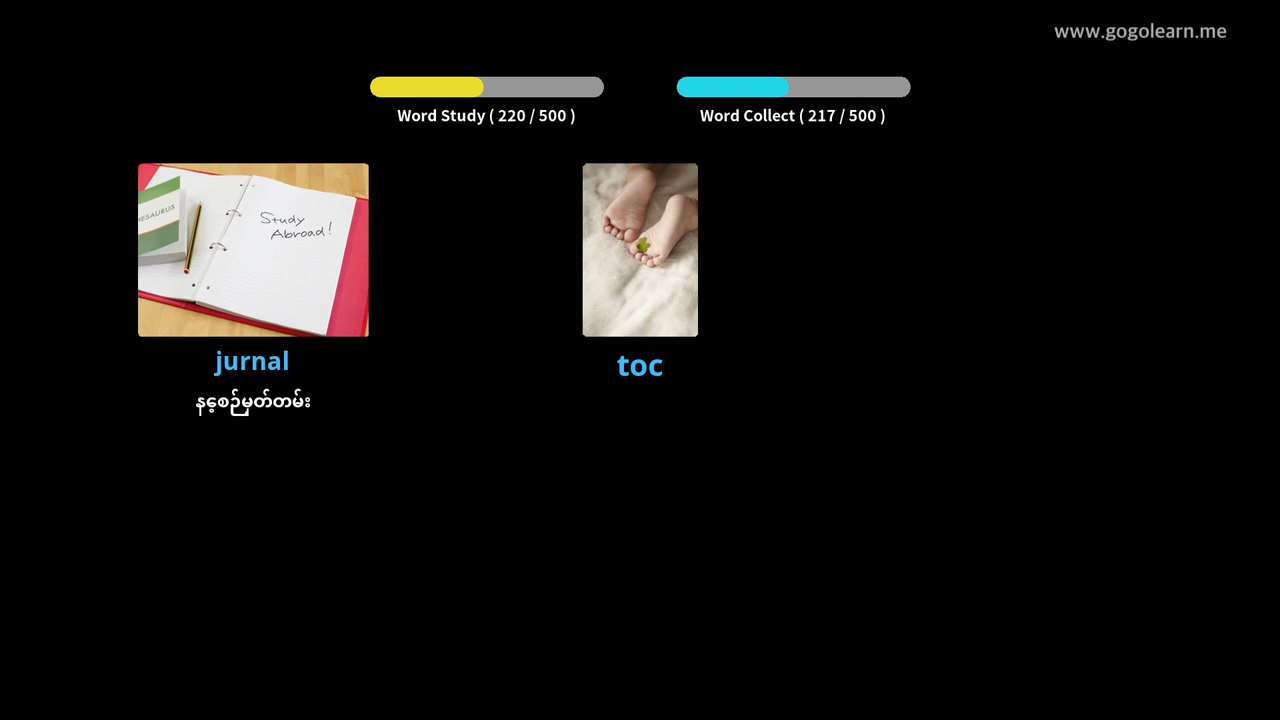 www.gogolearn.me
Word Study ( 220 / 500 )
Word Collect ( 217 / 500 )
HESAURUS
Study
Abroad!
jurnal
toc
နေ့စဉ်မှတ်တမ်း